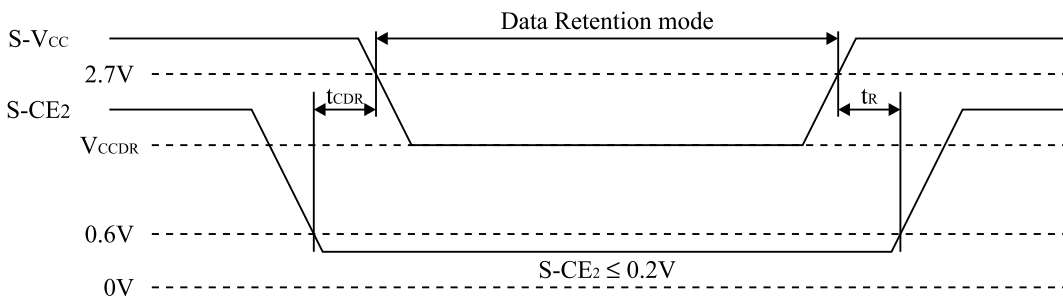 Data Retention mode
S-VCC
2.7V
tCDR
tR
S-CE2
VCCDR
0.6V
S-CE2 ≤ 0.2V
0V